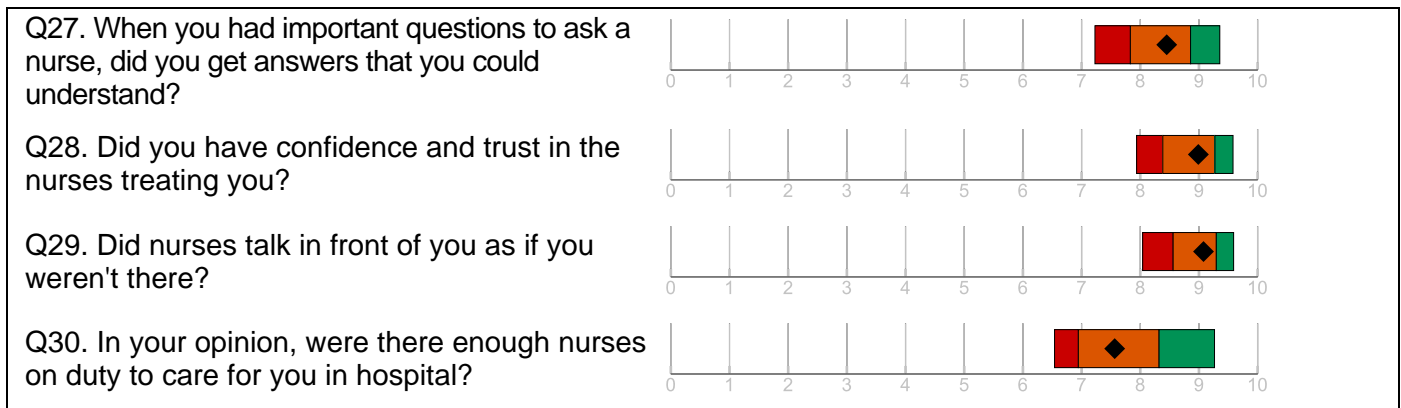 Q27. When you had important questions to ask a
nurse, did you get answers that you could
understand?
0 1 2 3 4 5 6 7 8 9 10
Q28. Did you have confidence and trust in the
nurses treating you?
0 1 2 3 4 5 6 7 8 9 10
Q29. Did nurses talk in front of you as if you
weren't there?
0 1 2 3 4 5 6 7 8 9 10
Q30. In your opinion, were there enough nurses
on duty to care for you in hospital?
0 1 2 3 4 5 6 7 8 9 10